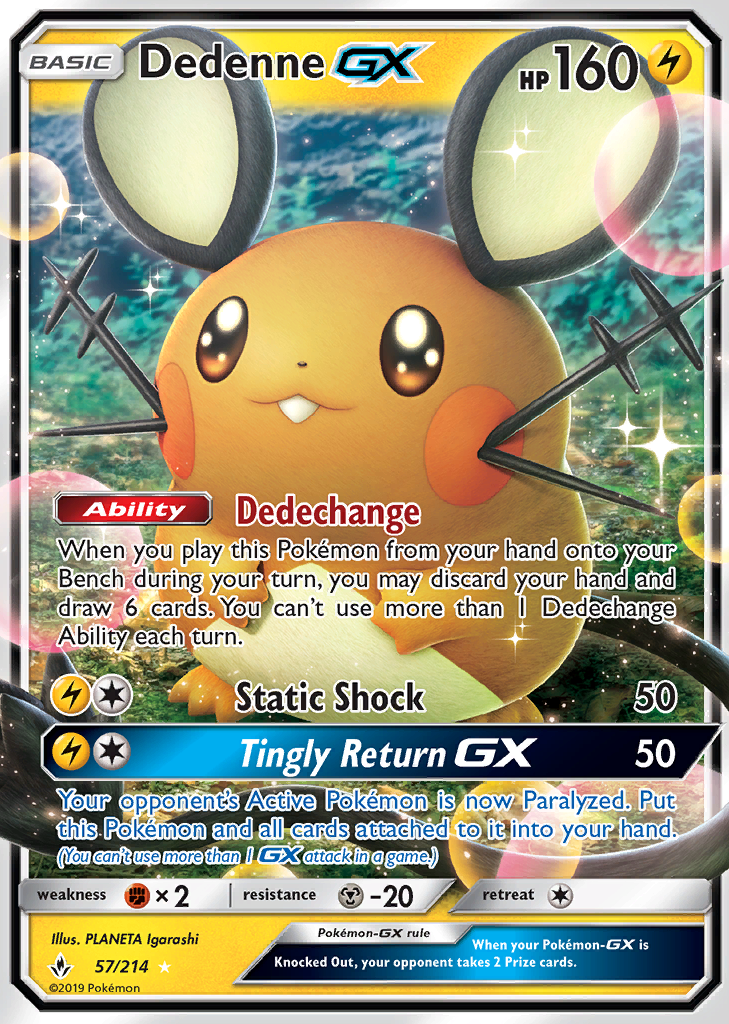 BASIC Dedenne GX HP 160
Ability Dedechange
When you play this Pokémon from your hand onto your
Bench during your turn, you may discard your hand and
draw 6 cards. You can't use more than 1 Dedechange
Ability each turn.
Static Shock 50
Tingly Return GX 50
Your opponent's Active Pokémon is now Paralyzed. Put
this Pokémon and all cards attached to it into your hand.
(You can't use more than 1 GX attack in a game.)
weakness ×2 resistance -20 retreat
Illus. PLANETA Igarashi
57/214
©2019 Pokémon
Pokémon-GX rule
When your Pokémon-GX is
Knocked Out, your opponent takes 2 Prize cards.